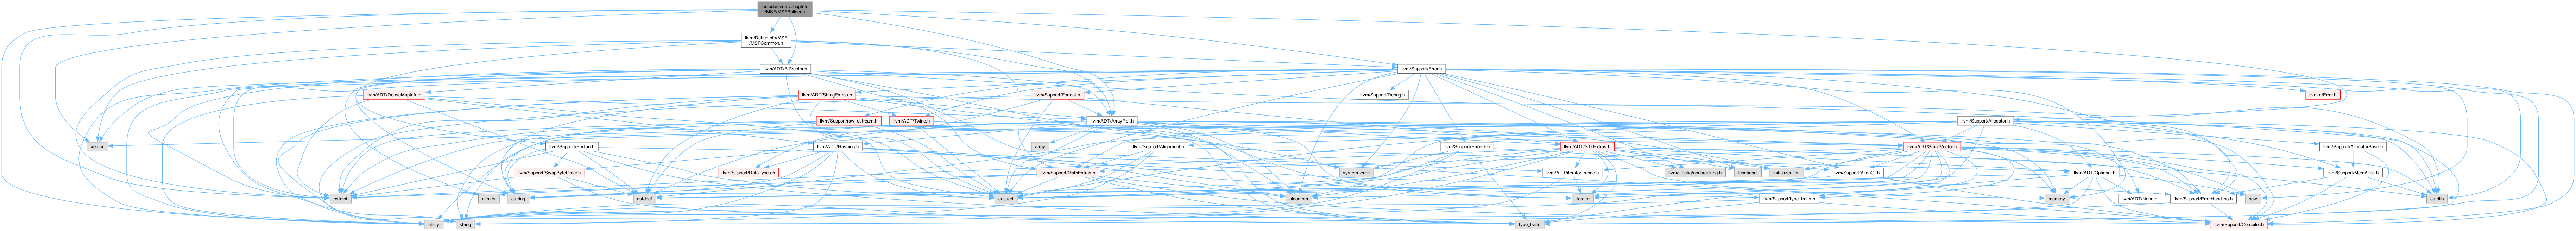 include/llvm/DebugInfo
/MSF/MSFBuilder.h
llvm/DebugInfo/MSF
/MSFCommon.h
llvm/ADT/BitVector.h
llvm/Support/Error.h
llvm/ADT/DenseMapInfo.h
llvm/ADT/StringExtras.h
llvm/Support/Format.h
llvm/Support/Debug.h
llvm-c/Error.h
llvm/Support/raw_ostream.h
llvm/ADT/Twine.h
llvm/ADT/ArrayRef.h
llvm/Support/Allocator.h
vector
llvm/Support/Endian.h
llvm/ADT/Hashing.h
array
llvm/Support/Alignment.h
llvm/Support/ErrorOr.h
llvm/ADT/STLExtras.h
llvm/ADT/SmallVector.h
llvm/Support/AllocatorBase.h
llvm/Support/SwapByteOrder.h
llvm/Support/DataTypes.h
llvm/Support/MathExtras.h
system_error
llvm/ADT/iterator_range.h
llvm/Config/abi-breaking.h
functional
initializer_list
llvm/Support/AlignOf.h
llvm/ADT/Optional.h
llvm/Support/MemAlloc.h
cstdint
climits
cstring
cstddef
cassert
algorithm
iterator
llvm/Support/type_traits.h
memory
llvm/ADT/None.h
llvm/Support/ErrorHandling.h
new
cstdlib
utility
string
type_traits
llvm/Support/Compiler.h